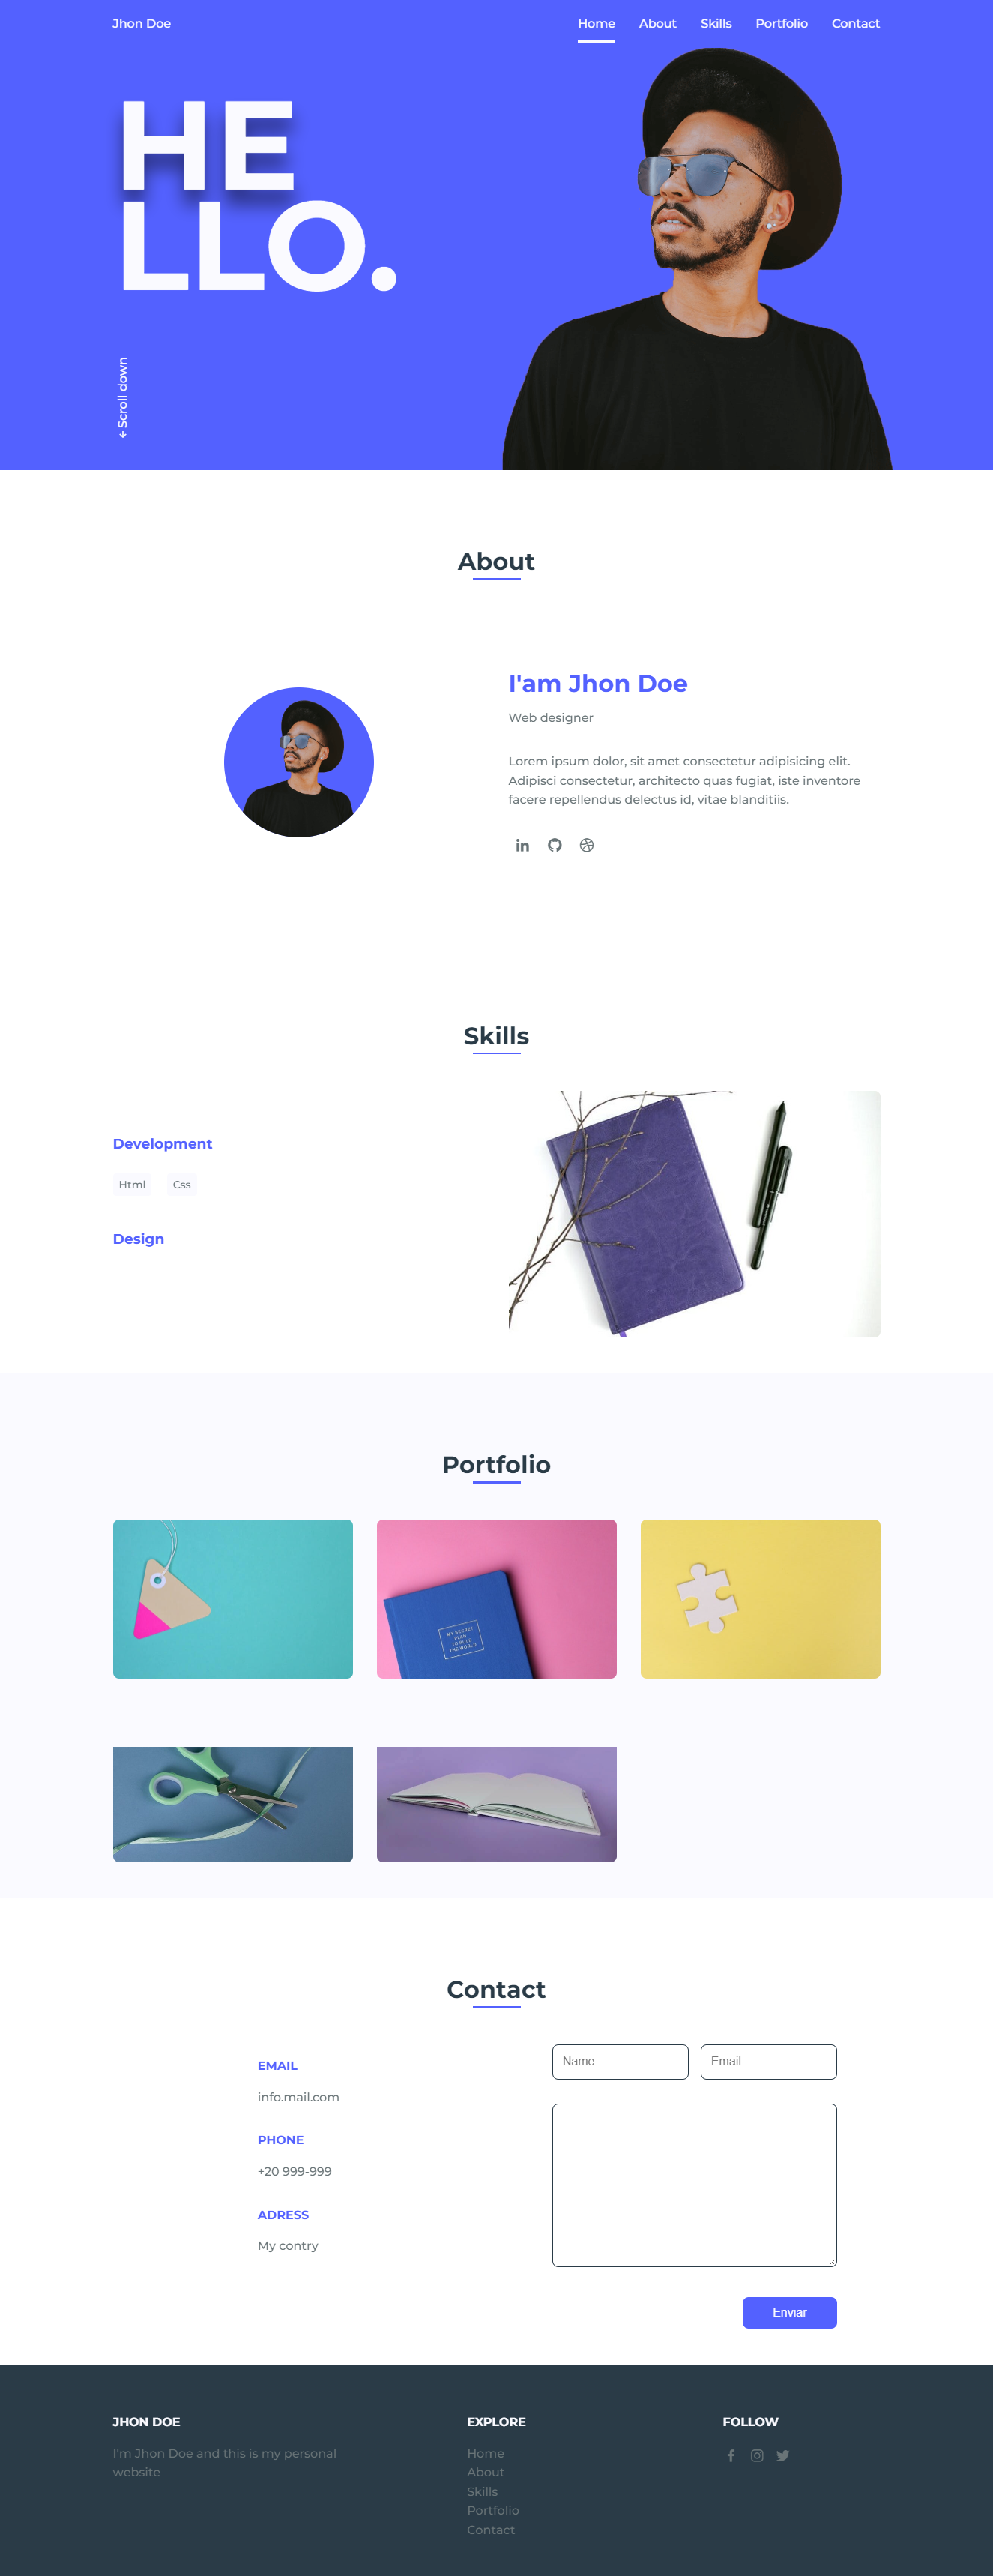 Jhon Doe
Home About Skills Portfolio Contact
HE
LLO.
← Scroll down
About
I'am Jhon Doe
Web designer
Lorem ipsum dolor, sit amet consectetur adipisicing elit.
Adipisci consectetur, architecto quas fugiat, iste inventore
facere repellendus delectus id, vitae blanditiis.
in
Skills
Development
Html Css
Design
Portfolio
MY SECRET
PLAN
TO RULE
THE WORLD
Contact
EMAIL
info.mail.com
PHONE
+20 999-999
ADRESS
My contry
Name
Email
Enviar
JHON DOE
I'm Jhon Doe and this is my personal
website
EXPLORE
Home
About
Skills
Portfolio
Contact
FOLLOW